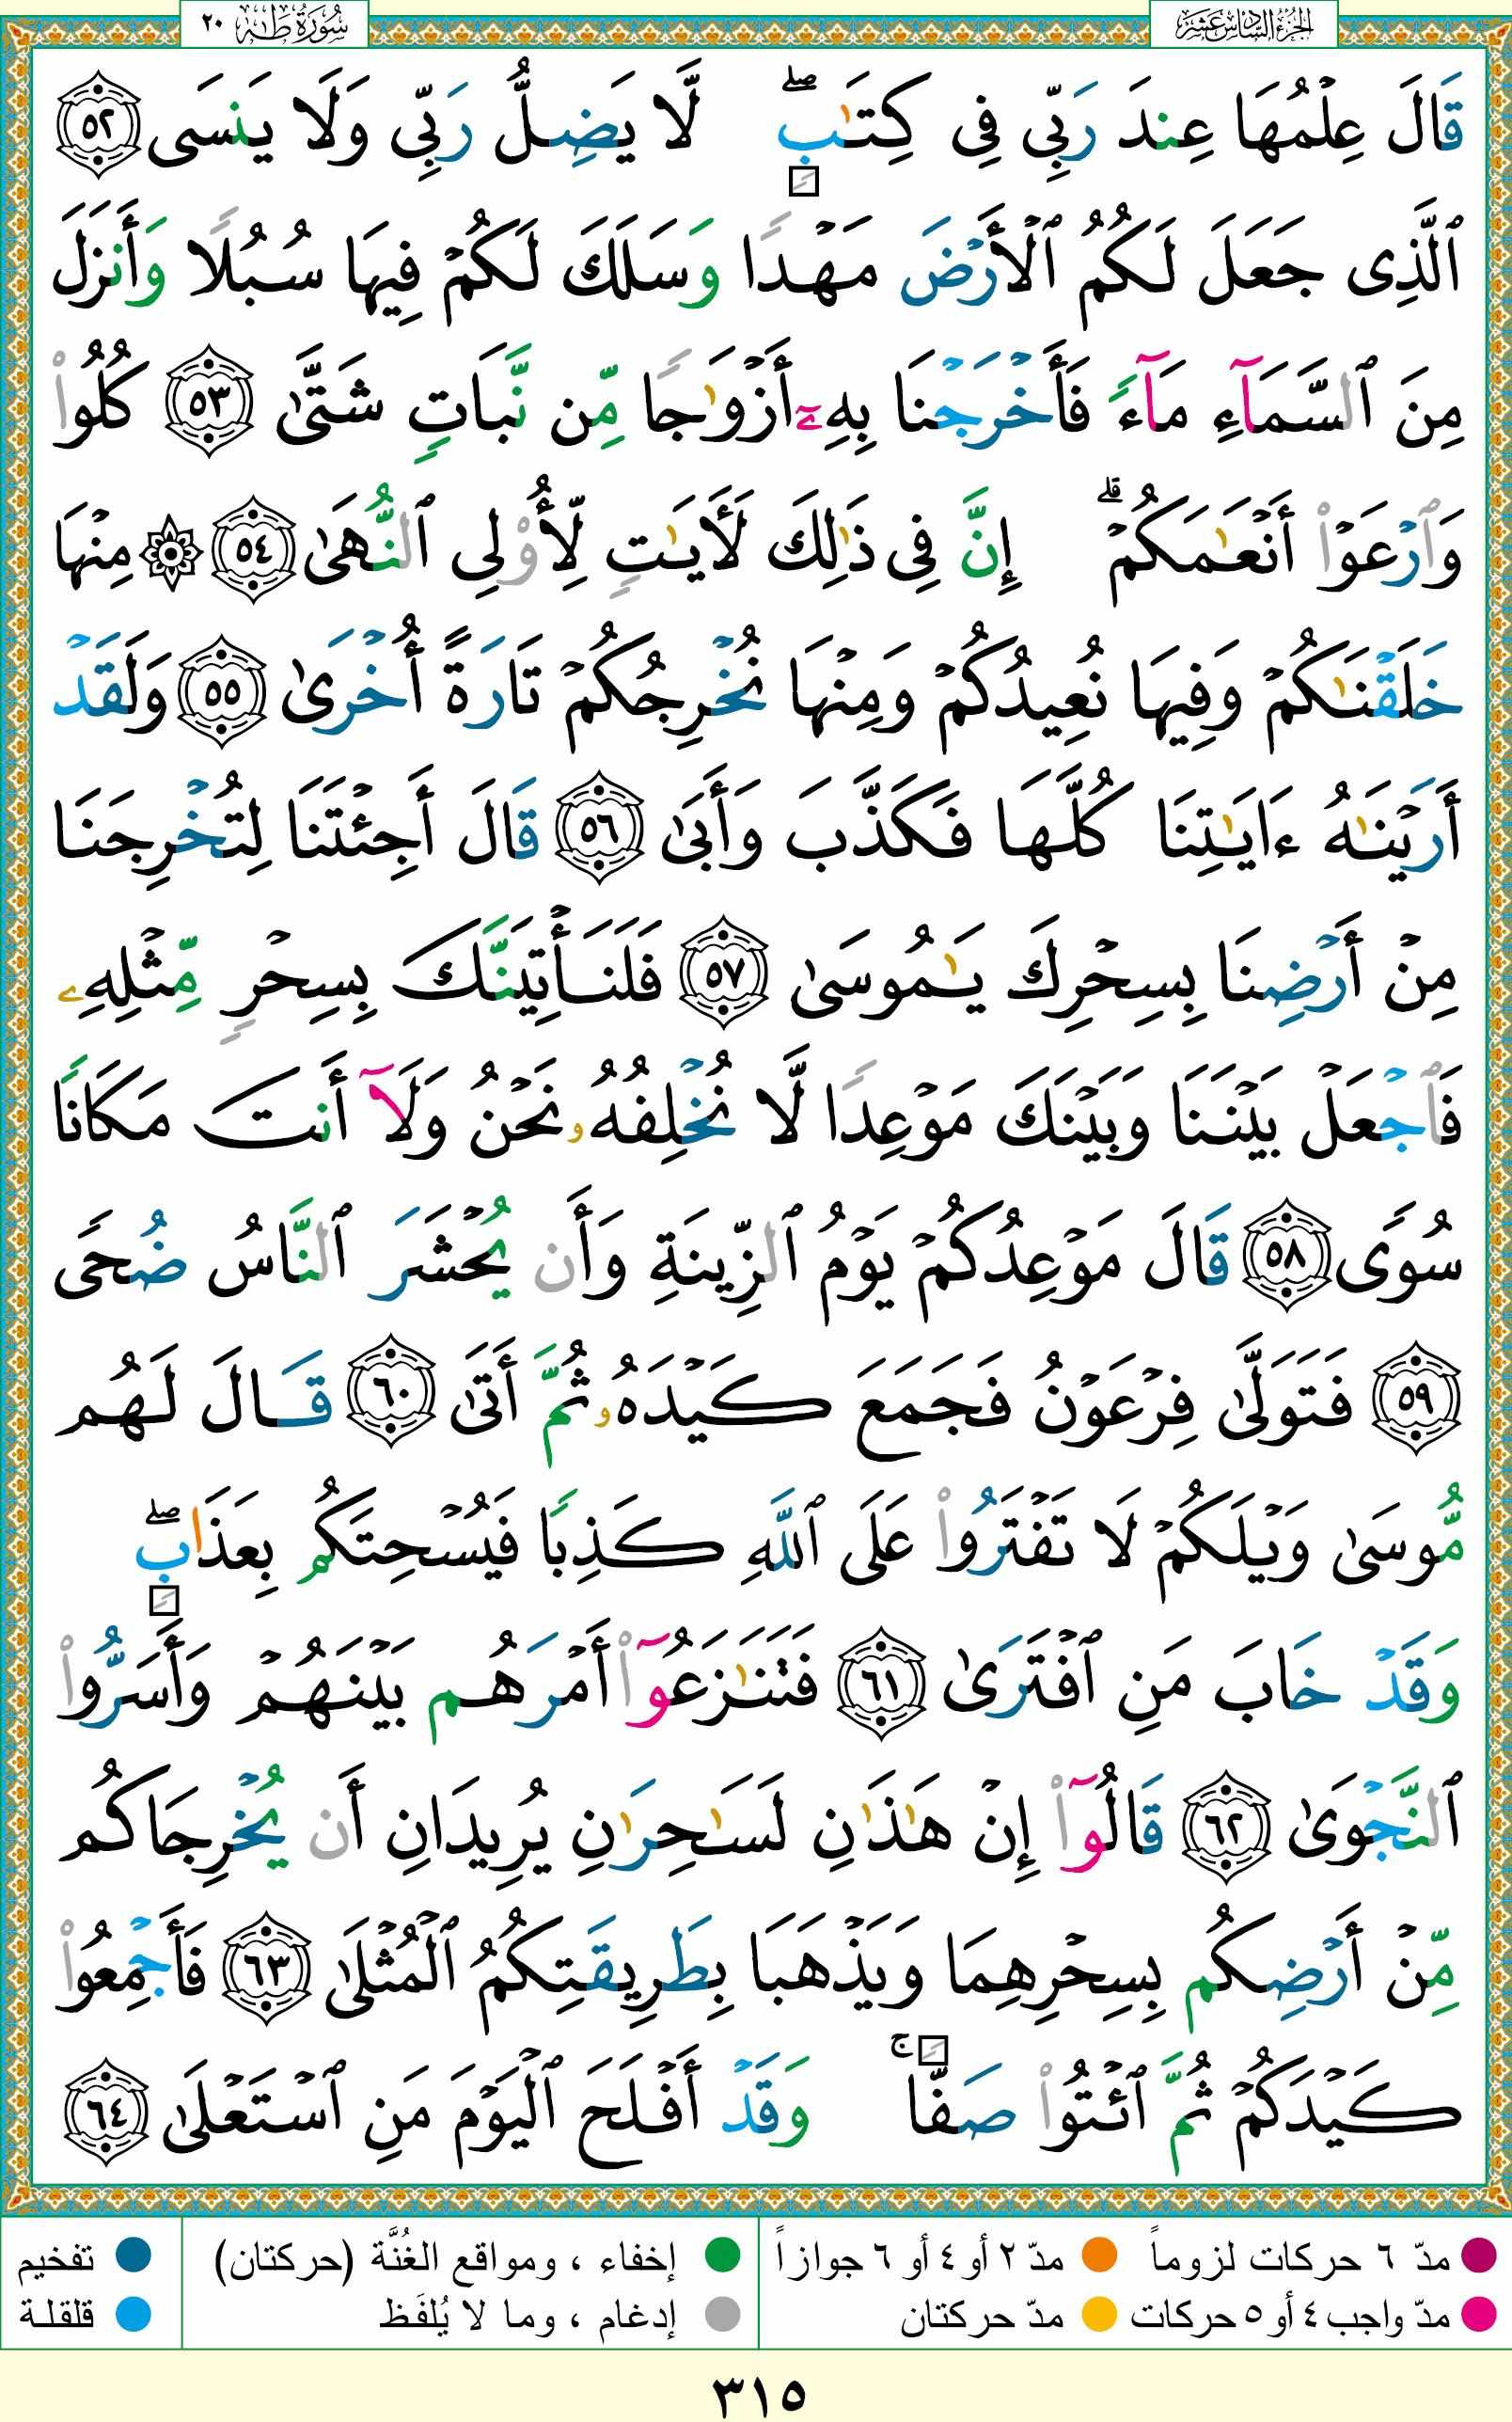 الجزء السادس عشر
سورة طه ٢٠
قَالَ عِلْمُهَا عِندَ رَبِّى فِى كِتَـٰبٍ ۖ لَّا يَضِلُّ رَبِّى وَلَا يَنسَى ٥٢
ٱلَّذِى جَعَلَ لَكُمُ ٱلْأَرْضَ مَهْدًا وَسَلَكَ لَكُمْ فِيهَا سُبُلًا وَأَنزَلَ
مِنَ ٱلسَّمَآءِ مَآءً فَأَخْرَجْنَا بِهِۦٓ أَزْوَٰجًا مِّن نَّبَاتٍ شَتَّىٰ ٥٣ كُلُوا۟
وَٱرْعَوْا۟ أَنْعَـٰمَكُمْ ۗ إِنَّ فِى ذَٰلِكَ لَـَٔايَـٰتٍ لِّأُو۟لِى ٱلنُّهَىٰ ٥٤ ۞ مِنْهَا
خَلَقْنَـٰكُمْ وَفِيهَا نُعِيدُكُمْ وَمِنْهَا نُخْرِجُكُمْ تَارَةً أُخْرَىٰ ٥٥ وَلَقَدْ
أَرَيْنَـٰهُ ءَايَـٰتِنَا كُلَّهَا فَكَذَّبَ وَأَبَىٰ ٥٦ قَالَ أَجِئْتَنَا لِتُخْرِجَنَا
مِنْ أَرْضِنَا بِسِحْرِكَ يَـٰمُوسَىٰ ٥٧ فَلَنَأْتِيَنَّكَ بِسِحْرٍ مِّثْلِهِۦ
فَٱجْعَلْ بَيْنَنَا وَبَيْنَكَ مَوْعِدًا لَّا نُخْلِفُهُۥ نَحْنُ وَلَآ أَنتَ مَكَانًا
سُوًى ٥٨ قَالَ مَوْعِدُكُمْ يَوْمُ ٱلزِّينَةِ وَأَن يُحْشَرَ ٱلنَّاسُ ضُحًى
٥٩ فَتَوَلَّىٰ فِرْعَوْنُ فَجَمَعَ كَيْدَهُۥ ثُمَّ أَتَىٰ ٦٠ قَالَ لَهُم
مُّوسَىٰ وَيْلَكُمْ لَا تَفْتَرُوا۟ عَلَى ٱللَّهِ كَذِبًا فَيُسْحِتَكُم بِعَذَابٍ ۖ
وَقَدْ خَابَ مَنِ ٱفْتَرَىٰ ٦١ فَتَنَـٰزَعُوٓا۟ أَمْرَهُم بَيْنَهُمْ وَأَسَرُّوا۟
ٱلنَّجْوَىٰ ٦٢ قَالُوٓا۟ إِنْ هَـٰذَٰنِ لَسَـٰحِرَٰنِ يُرِيدَانِ أَن يُخْرِجَاكُم
مِّنْ أَرْضِكُم بِسِحْرِهِمَا وَيَذْهَبَا بِطَرِيقَتِكُمُ ٱلْمُثْلَىٰ ٦٣ فَأَجْمِعُوا۟
كَيْدَكُمْ ثُمَّ ٱئْتُوا۟ صَفًّا ۚ وَقَدْ أَفْلَحَ ٱلْيَوْمَ مَنِ ٱسْتَعْلَىٰ ٦٤
مدّ ٦ حركات لزوماً مدّ ٢ أو ٤ أو ٦ جوازاً إخفاء ، ومواقع الغُنَّة (حركتان) تفخيم
مدّ واجب ٤ أو ٥ حركات مدّ حركتان إدغام ، وما لا يُلفَظ قلقلة
٣١٥